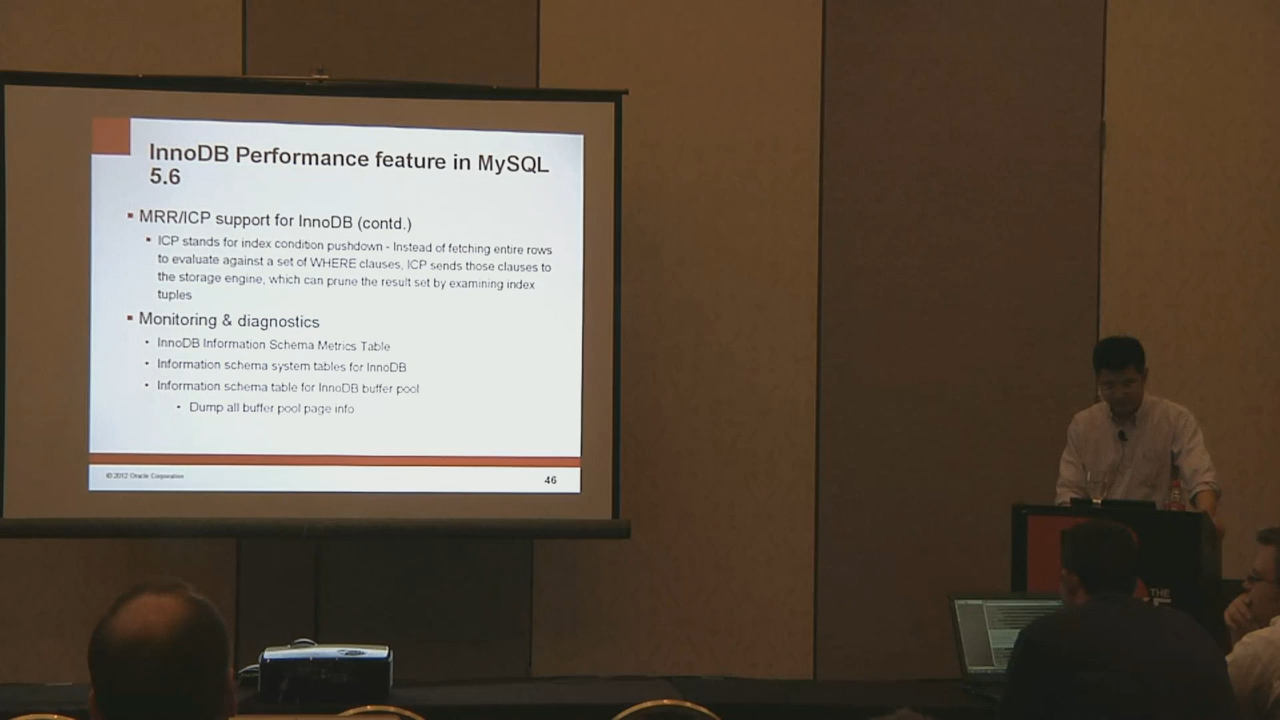 InnoDB Performance feature in MySQL
5.6
MRR/ICP support for InnoDB (contd.)
ICP stands for index condition pushdown - Instead of fetching entire rows
to evaluate against a set of WHERE clauses, ICP sends those clauses to
the storage engine, which can prune the result set by examining index
tuples
Monitoring & diagnostics
InnoDB Information Schema Metrics Table
Information schema system tables for InnoDB
Information schema table for InnoDB buffer pool
Dump all buffer pool page info
© 2012 Oracle Corporation
46
THE